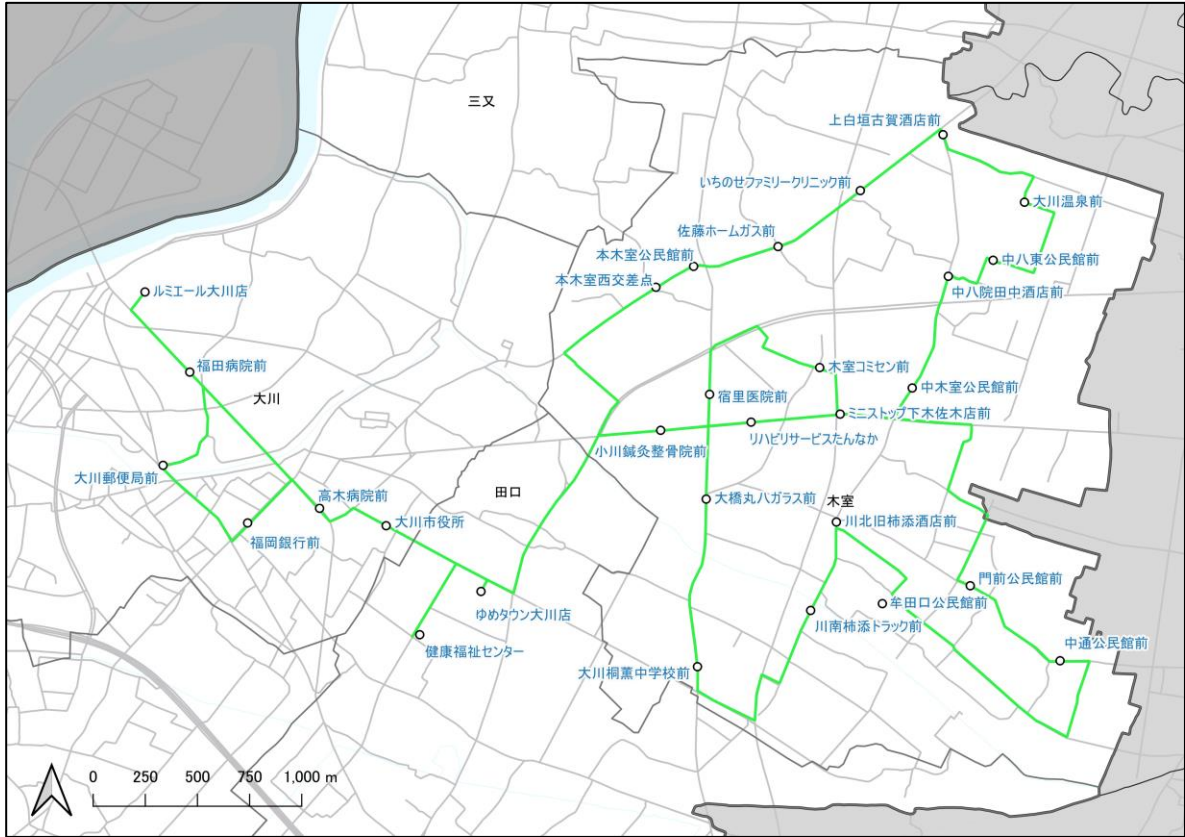 三又
上白垣古賀酒店前
いちのせファミリークリニック前
大川温泉前
佐藤ホームガス前
本木室公民館前
中八東公民館前
本木室西交差点
中八院田中酒店前
ルミエール大川店
福田病院前
木室コミセン前
大川
宿里医院前
中木室公民館前
ミニストップ下木佐木店前
リハビリサービスたんなか
小川鍼灸整骨院前
大川郵便局前
高木病院前
田口
大橋丸八ガラス前
木室
大川市役所
川北旧柿添酒店前
福岡銀行前
門前公民館前
ゆめタウン大川店
牟田口公民館前
川南柿添ドラック前
健康福祉センター
中通公民館前
大川桐薫中学校前
0 250 500 750 1,000 m